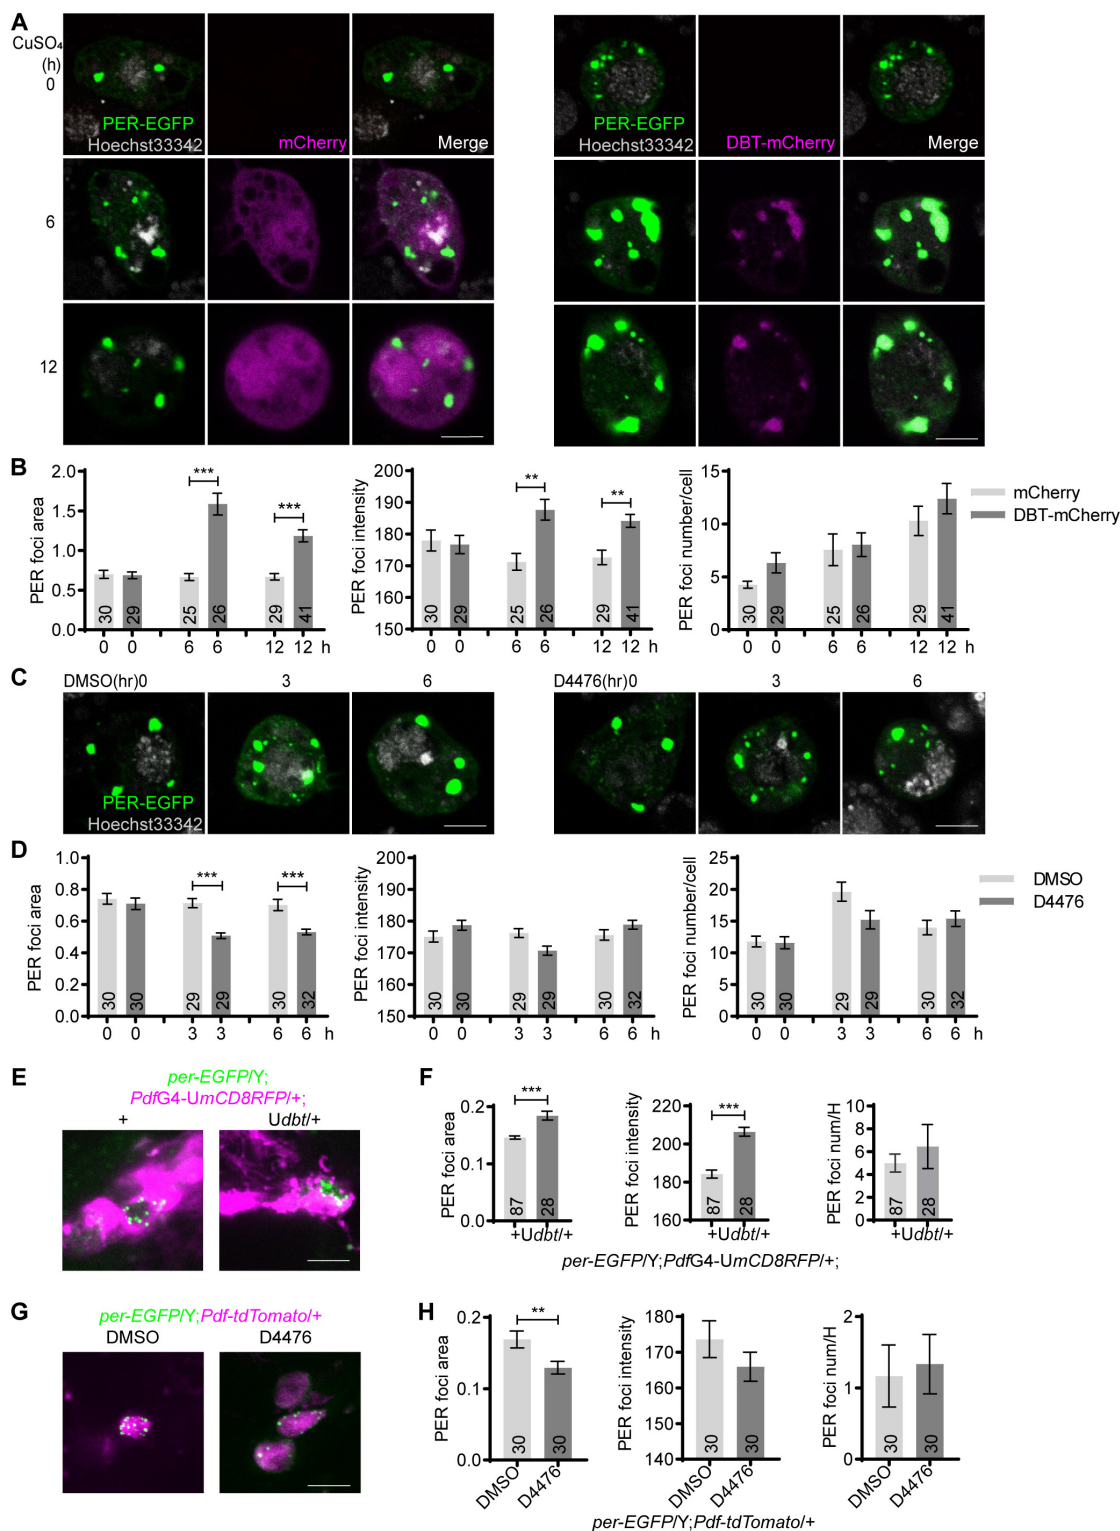 A
CuSO₄
(h)
0
PER-EGFP
Hoechst33342
mCherry
Merge
PER-EGFP
Hoechst33342
DBT-mCherry
Merge
6
12
B
PER foci area
2.0
1.5
1.0
0.5
0.0
30 29 25 26 29 41
0 0 6 6 12 12 h
*** ***
PER foci intensity
200
190
180
170
160
150
30 29 25 26 29 41
0 0 6 6 12 12 h
** **
PER foci number/cell
15
10
5
0
30 29 25 26 29 41
0 0 6 6 12 12 h
mCherry
DBT-mCherry
C
DMSO(hr)0 3 6
D4476(hr)0 3 6
PER-EGFP
Hoechst33342
D
PER foci area
1.0
0.8
0.6
0.4
0.2
0.0
30 30 29 29 30 32
0 0 3 3 6 6 h
*** ***
PER foci intensity
200
190
180
170
160
150
30 30 29 29 30 32
0 0 3 3 6 6 h
PER foci number/cell
25
20
15
10
5
0
30 30 29 29 30 32
0 0 3 3 6 6 h
DMSO
D4476
E
per-EGFP/Y;
PdfG4-UmCD8RFP/+;
+ Udbt/+
F
PER foci area
0.2
0.1
0.0
***
87 28
+Udbt/+
PER foci intensity
220
200
180
160
***
87 28
+Udbt/+
PER foci num/H
10
8
6
4
2
0
87 28
+Udbt/+
per-EGFP/Y;PdfG4-UmCD8RFP/+;
G
per-EGFP/Y;Pdf-tdTomato/+
DMSO D4476
H
PER foci area
0.2
0.1
0.0
**
30 30
DMSO D4476
PER foci intensity
180
170
160
150
140
30 30
DMSO D4476
PER foci num/H
2
1
0
30 30
DMSO D4476
per-EGFP/Y;Pdf-tdTomato/+